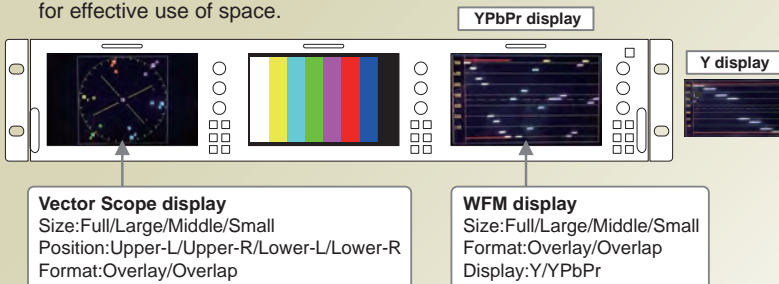 for effective use of space.
YPbPr display
Y display
Vector Scope display
Size:Full/Large/Middle/Small
Position:Upper-L/Upper-R/Lower-L/Lower-R
Format:Overlay/Overlap
WFM display
Size:Full/Large/Middle/Small
Format:Overlay/Overlap
Display:Y/YPbPr